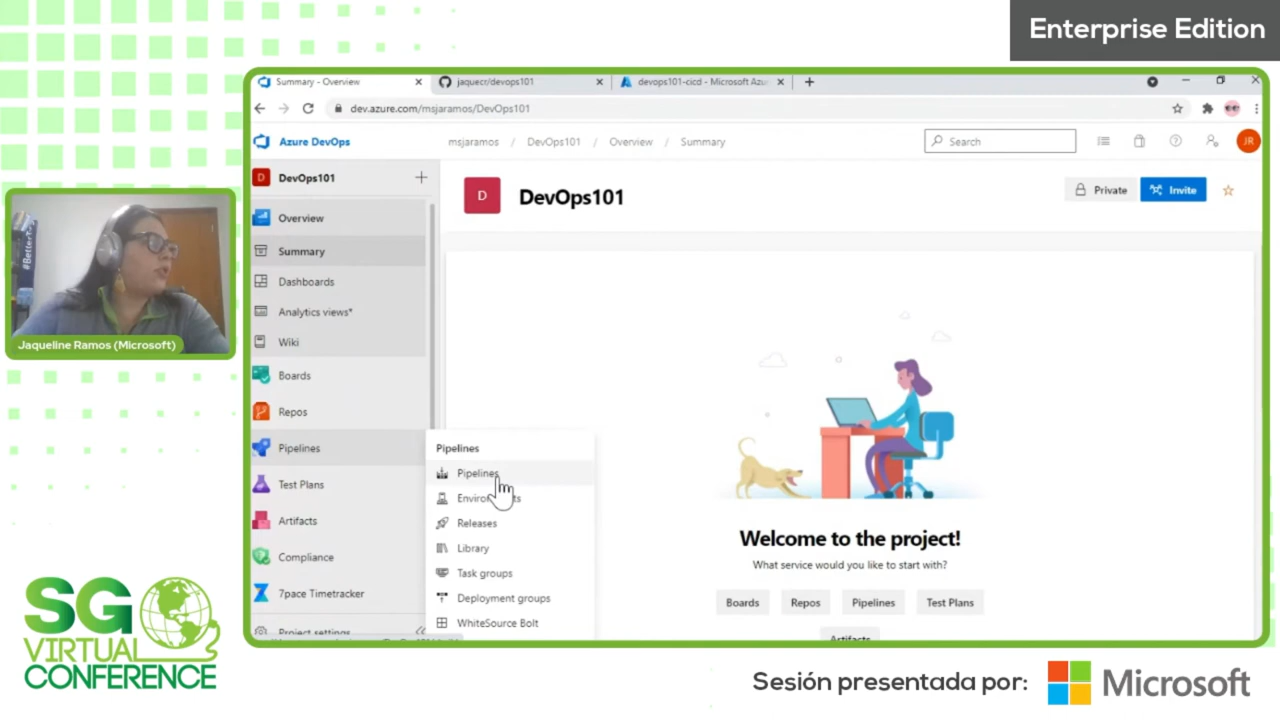 Enterprise Edition
Summary - Overview
jaquecr/devops101
devops101-cicd - Microsoft Azu
dev.azure.com/msjaramos/DevOps101
Azure DevOps
msjaramos / DevOps101 / Overview / Summary
Search
JR
D DevOps101 +
D DevOps101
Private
Invite
Overview
Summary
Dashboards
Analytics views*
Wiki
Boards
Repos
Pipelines
Test Plans
Artifacts
Compliance
7pace Timetracker
Project settings
Pipelines
Pipelines
Releases
Library
Task groups
Deployment groups
WhiteSource Bolt
Welcome to the project!
What service would you like to start with?
Boards Repos Pipelines Test Plans
Artifacts
Jaqueline Ramos (Microsoft)
SG
VIRTUAL
CONFERENCE
Sesión presentada por: Microsoft